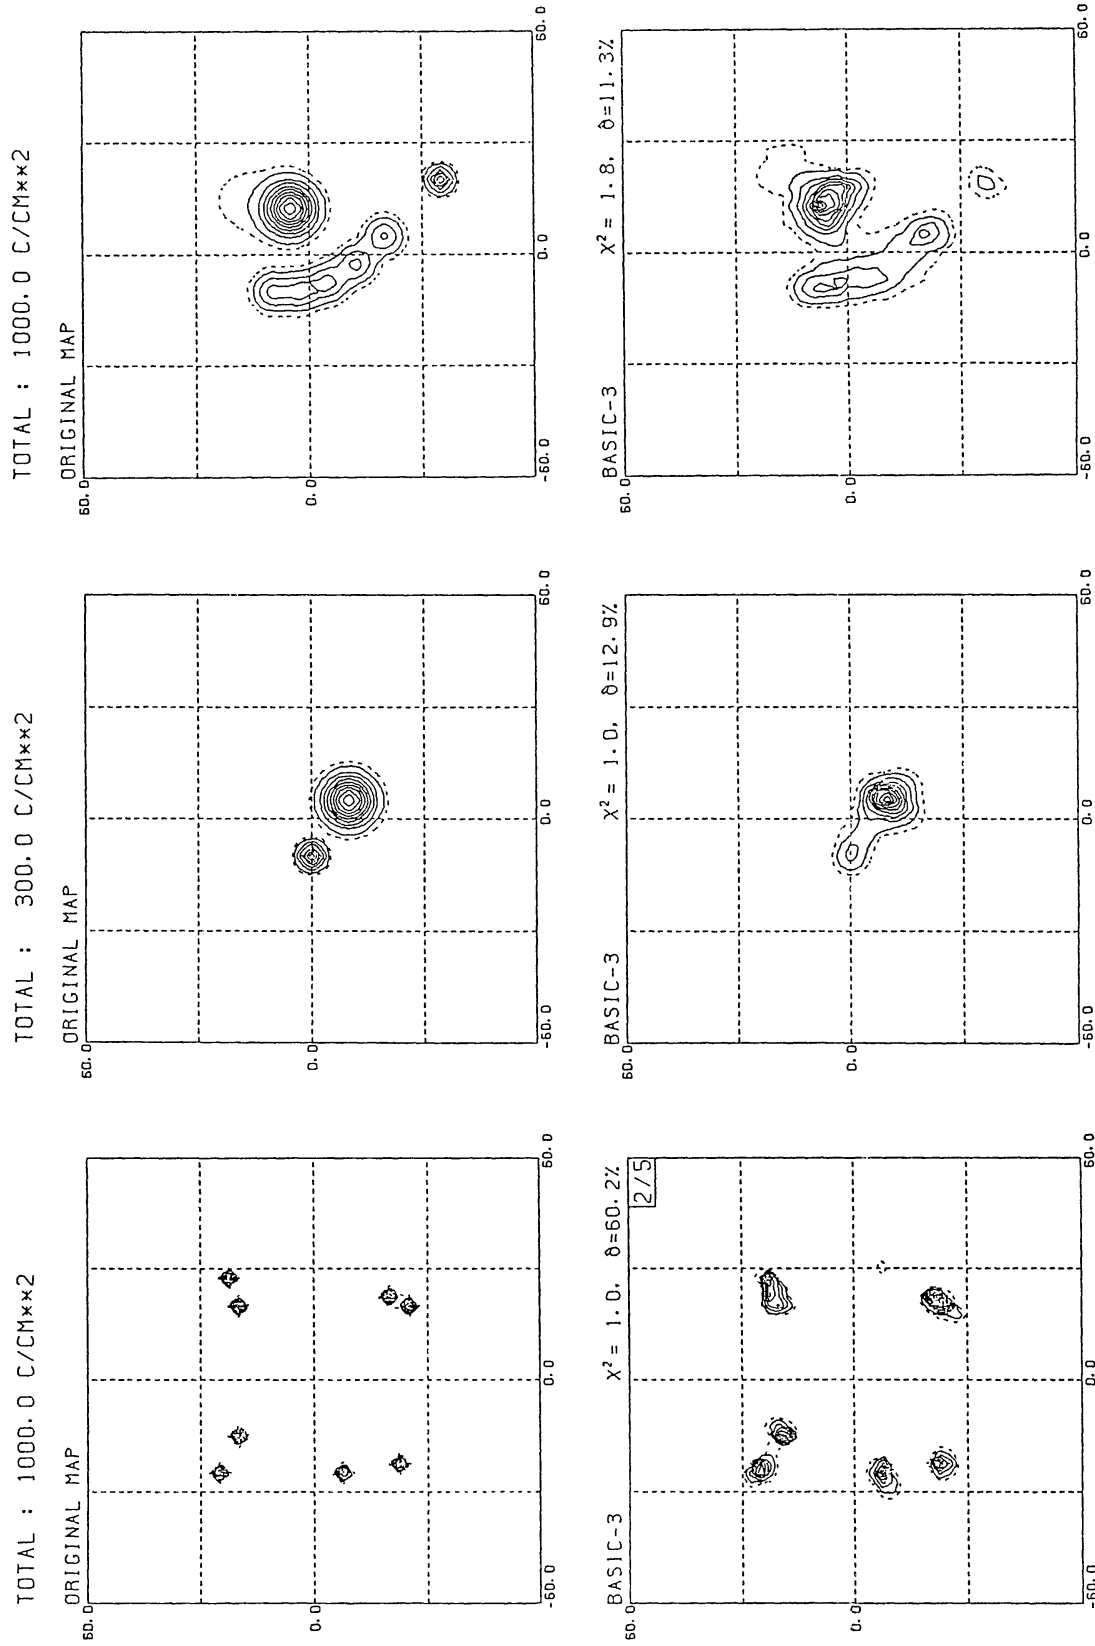 TOTAL : 1000.0 C/CM**2
ORIGINAL MAP
60.0
0.0
-60.0 0.0 60.0
BASIC-3 χ² = 1.0, δ=60.2%
2/5
60.0
0.0
-60.0 0.0 60.0
TOTAL : 300.0 C/CM**2
ORIGINAL MAP
60.0
0.0
-60.0 0.0 60.0
BASIC-3 χ² = 1.0, δ=12.9%
60.0
0.0
-60.0 0.0 60.0
TOTAL : 1000.0 C/CM**2
ORIGINAL MAP
60.0
0.0
-60.0 0.0 60.0
BASIC-3 χ² = 1.8, δ=11.3%
60.0
0.0
-60.0 0.0 60.0